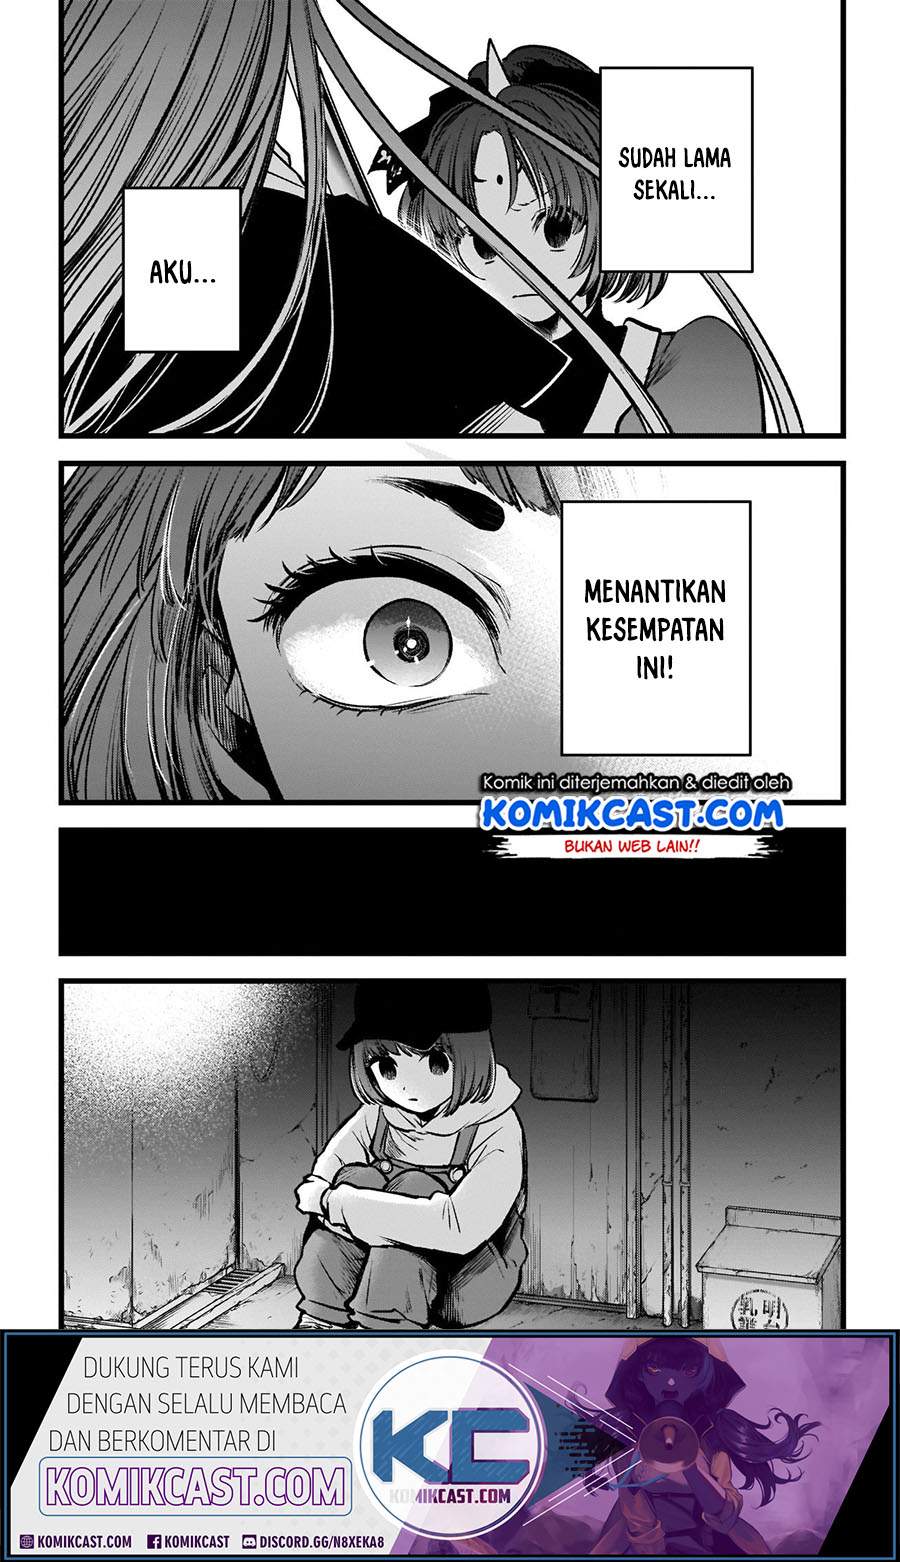 SUDAH LAMA
SEKALI...
AKU...
MENANTIKAN
KESEMPATAN
INI!
Komik ini diterjemahkan & diedit oleh
KOMIKCAST.COM
BUKAN WEB LAIN!!
DUKUNG TERUS KAMI
DENGAN SELALU MEMBACA
DAN BERKOMENTAR DI
KOMIKCAST.COM
KOMIKCAST.COM
KOMIKCAST
DISCORD.GG/N8XEKA8
KC
KOMIKCAST.COM